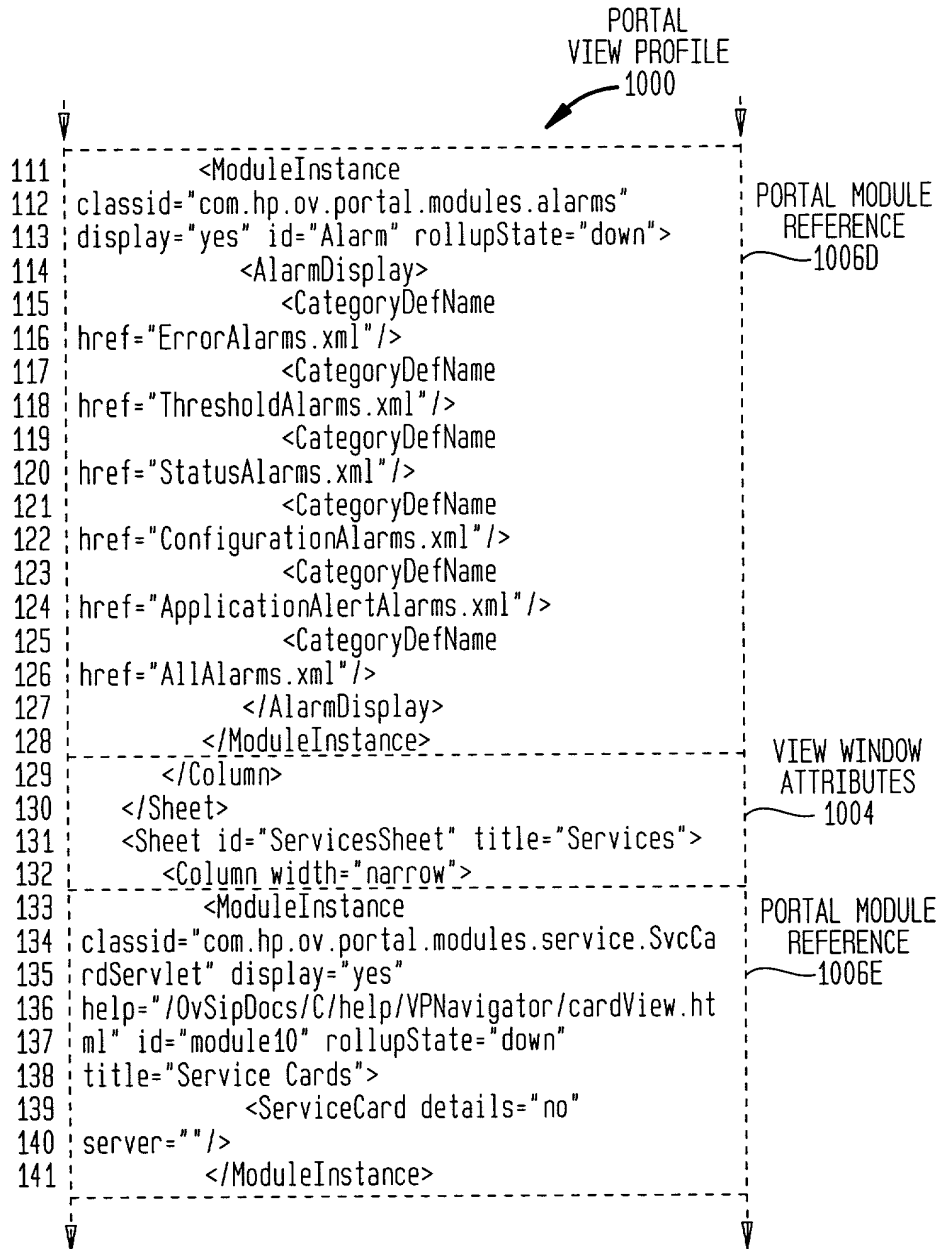 PORTAL
VIEW PROFILE
1000
111 <ModuleInstance
112 classid="com.hp.ov.portal.modules.alarms"
113 display="yes" id="Alarm" rollupState="down">
PORTAL MODULE
REFERENCE
1006D
114 <AlarmDisplay>
115 <CategoryDefName
116 href="ErrorAlarms.xml"/>
117 <CategoryDefName
118 href="ThresholdAlarms.xml"/>
119 <CategoryDefName
120 href="StatusAlarms.xml"/>
121 <CategoryDefName
122 href="ConfigurationAlarms.xml"/>
123 <CategoryDefName
124 href="ApplicationAlertAlarms.xml"/>
125 <CategoryDefName
126 href="AllAlarms.xml"/>
127 </AlarmDisplay>
128 </ModuleInstance>
129 </Column>
130 </Sheet>
131 <Sheet id="ServicesSheet" title="Services">
132 <Column width="narrow">
VIEW WINDOW
ATTRIBUTES
1004
133 <ModuleInstance
134 classid="com.hp.ov.portal.modules.service.SvcCa
135 rdServlet" display="yes"
136 help="/OvSipDocs/C/help/VPNavigator/cardView.ht
137 ml" id="module10" rollupState="down"
138 title="Service Cards">
139 <ServiceCard details="no"
140 server=""/>
141 </ModuleInstance>
PORTAL MODULE
REFERENCE
1006E